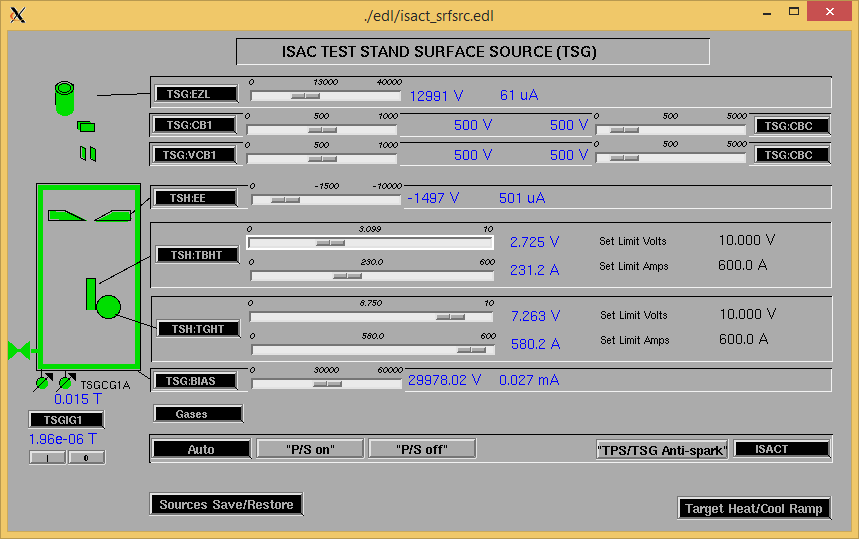 ./edl/isact_srfsrc.edl
ISAC TEST STAND SURFACE SOURCE (TSG)
0 13000 40000
TSG:EZL 12991 V 61 uA
0 500 1000 0 500 5000
TSG:CB1 500 V 500 V TSG:CBC
0 500 1000 0 500 5000
TSG:VCB1 500 V 500 V TSG:CBC
0 -1500 -10000
TSH:EE -1497 V 501 uA
0 3.099 10
2.725 V Set Limit Volts 10.000 V
TSH:TBHT
0 230.0 600
231.2 A Set Limit Amps 600.0 A
0 8.750 10
7.263 V Set Limit Volts 10.000 V
TSH:TGHT
0 580.0 600
580.2 A Set Limit Amps 600.0 A
0 30000 60000
TSG:BIAS 29978.02 V 0.027 mA
TSGCG1A
0.015 T
Gases
TSGIG1
1.96e-06 T
I 0
Auto "P/S on" "P/S off" "TPS/TSG Anti-spark" ISACT
Sources Save/Restore
Target Heat/Cool Ramp